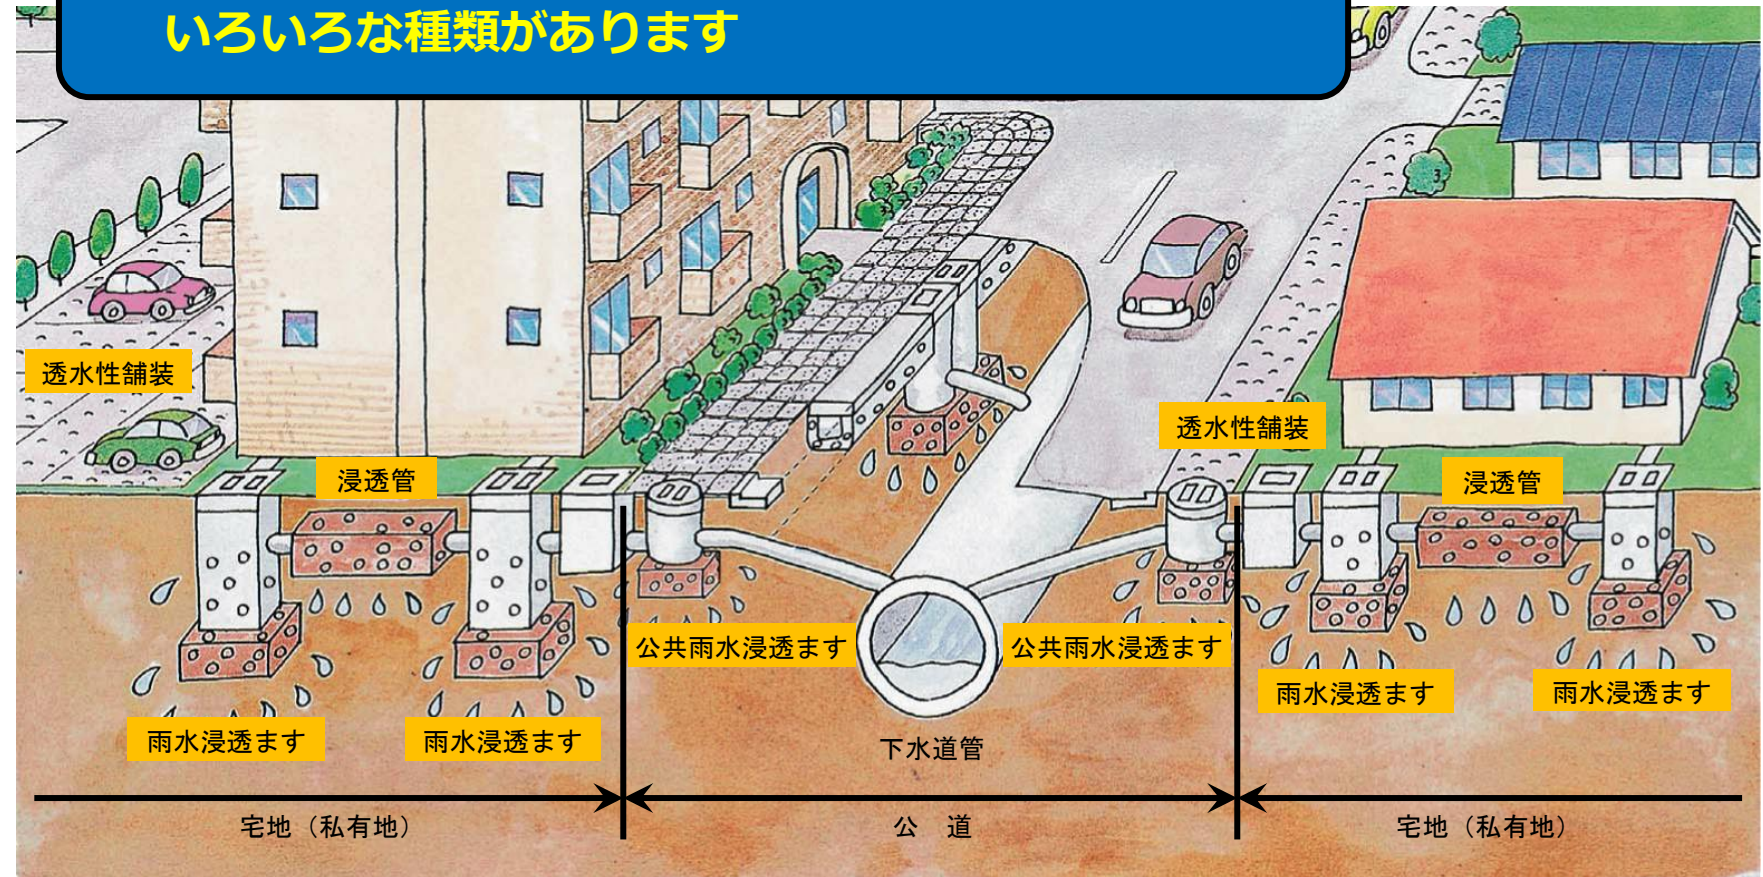 いろいろな種類があります
透水性舗装
透水性舗装
浸透管
浸透管
公共雨水浸透ます
公共雨水浸透ます
雨水浸透ます
雨水浸透ます
雨水浸透ます
雨水浸透ます
下水道管
宅地（私有地）
公　道
宅地（私有地）